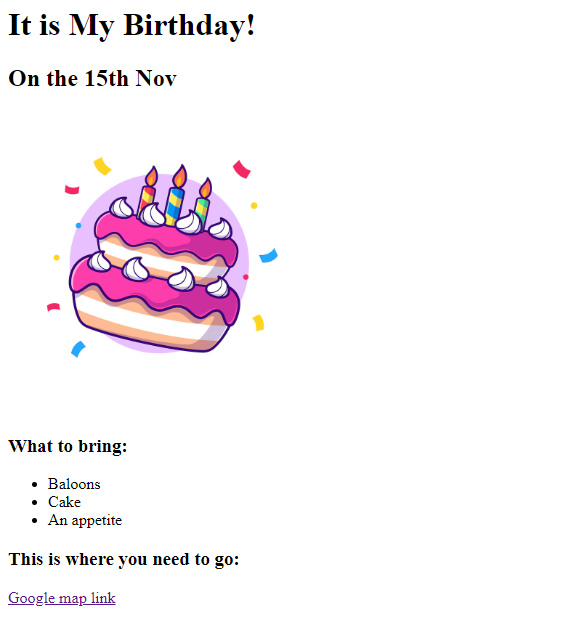 It is My Birthday!
On the 15th Nov
What to bring:
Baloons
Cake
An appetite
This is where you need to go:
Google map link